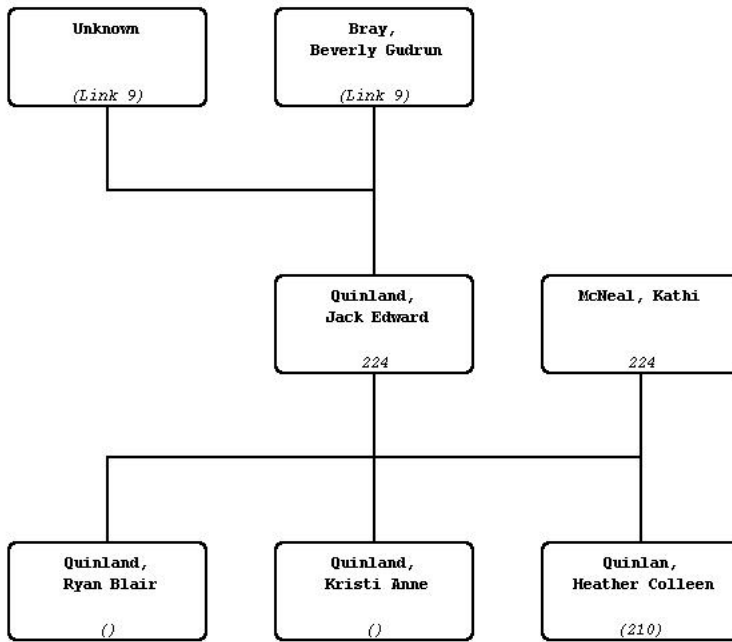 Unknown
(Link 9)
Bray,
Beverly Gudrun
(Link 9)
Quinland,
Jack Edward
224
McNeal, Kathi
224
Quinland,
Ryan Blair
()
Quinland,
Kristi Anne
()
Quinlan,
Heather Colleen
(210)